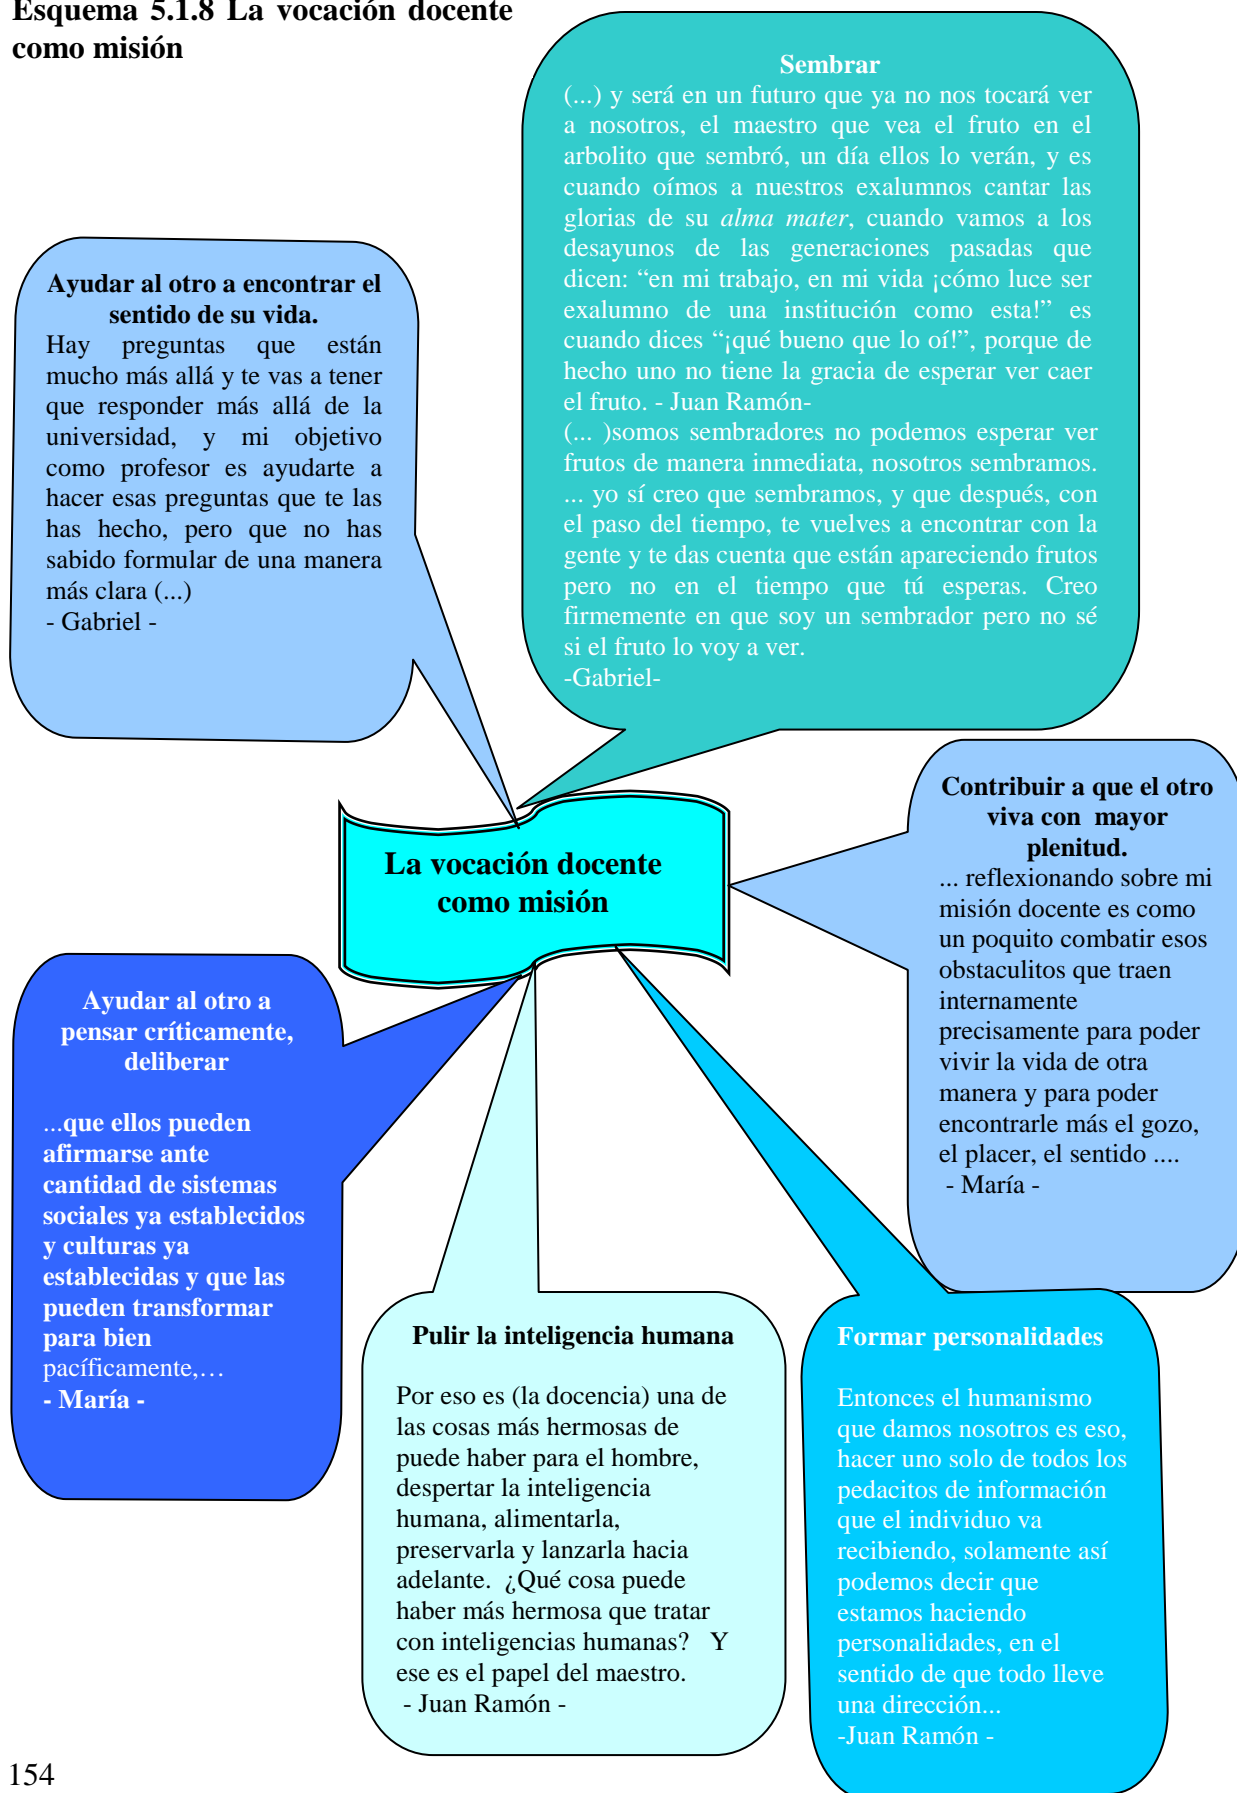 Esquema 5.1.8 La vocación docente
como misión
Sembrar
(...) y será en un futuro que ya no nos tocará ver
a nosotros, el maestro que vea el fruto en el
arbolito que sembró, un día ellos lo verán, y es
cuando oímos a nuestros exalumnos cantar las
glorias de su alma mater, cuando vamos a los
desayunos de las generaciones pasadas que
dicen: “en mi trabajo, en mi vida ¡cómo luce ser
exalumno de una institución como esta!” es
cuando dices “¡qué bueno que lo oí!”, porque de
hecho uno no tiene la gracia de esperar ver caer
el fruto. - Juan Ramón-
(... )somos sembradores no podemos esperar ver
frutos de manera inmediata, nosotros sembramos.
... yo sí creo que sembramos, y que después, con
el paso del tiempo, te vuelves a encontrar con la
gente y te das cuenta que están apareciendo frutos
pero no en el tiempo que tú esperas. Creo
firmemente en que soy un sembrador pero no sé
si el fruto lo voy a ver.
-Gabriel-
Ayudar al otro a encontrar el
sentido de su vida.
Hay preguntas que están
mucho más allá y te vas a tener
que responder más allá de la
universidad, y mi objetivo
como profesor es ayudarte a
hacer esas preguntas que te las
has hecho, pero que no has
sabido formular de una manera
más clara (...)
- Gabriel -
La vocación docente
como misión
Contribuir a que el otro
viva con mayor
plenitud.
... reflexionando sobre mi
misión docente es como
un poquito combatir esos
obstaculitos que traen
internamente
precisamente para poder
vivir la vida de otra
manera y para poder
encontrarle más el gozo,
el placer, el sentido ....
- María -
Ayudar al otro a
pensar críticamente,
deliberar
...que ellos pueden
afirmarse ante
cantidad de sistemas
sociales ya establecidos
y culturas ya
establecidas y que las
pueden transformar
para bien
pacíficamente,…
- María -
Pulir la inteligencia humana
Por eso es (la docencia) una de
las cosas más hermosas de
puede haber para el hombre,
despertar la inteligencia
humana, alimentarla,
preservarla y lanzarla hacia
adelante. ¿Qué cosa puede
haber más hermosa que tratar
con inteligencias humanas? Y
ese es el papel del maestro.
- Juan Ramón -
Formar personalidades
Entonces el humanismo
que damos nosotros es eso,
hacer uno solo de todos los
pedacitos de información
que el individuo va
recibiendo, solamente así
podemos decir que
estamos haciendo
personalidades, en el
sentido de que todo lleve
una dirección...
-Juan Ramón -
154